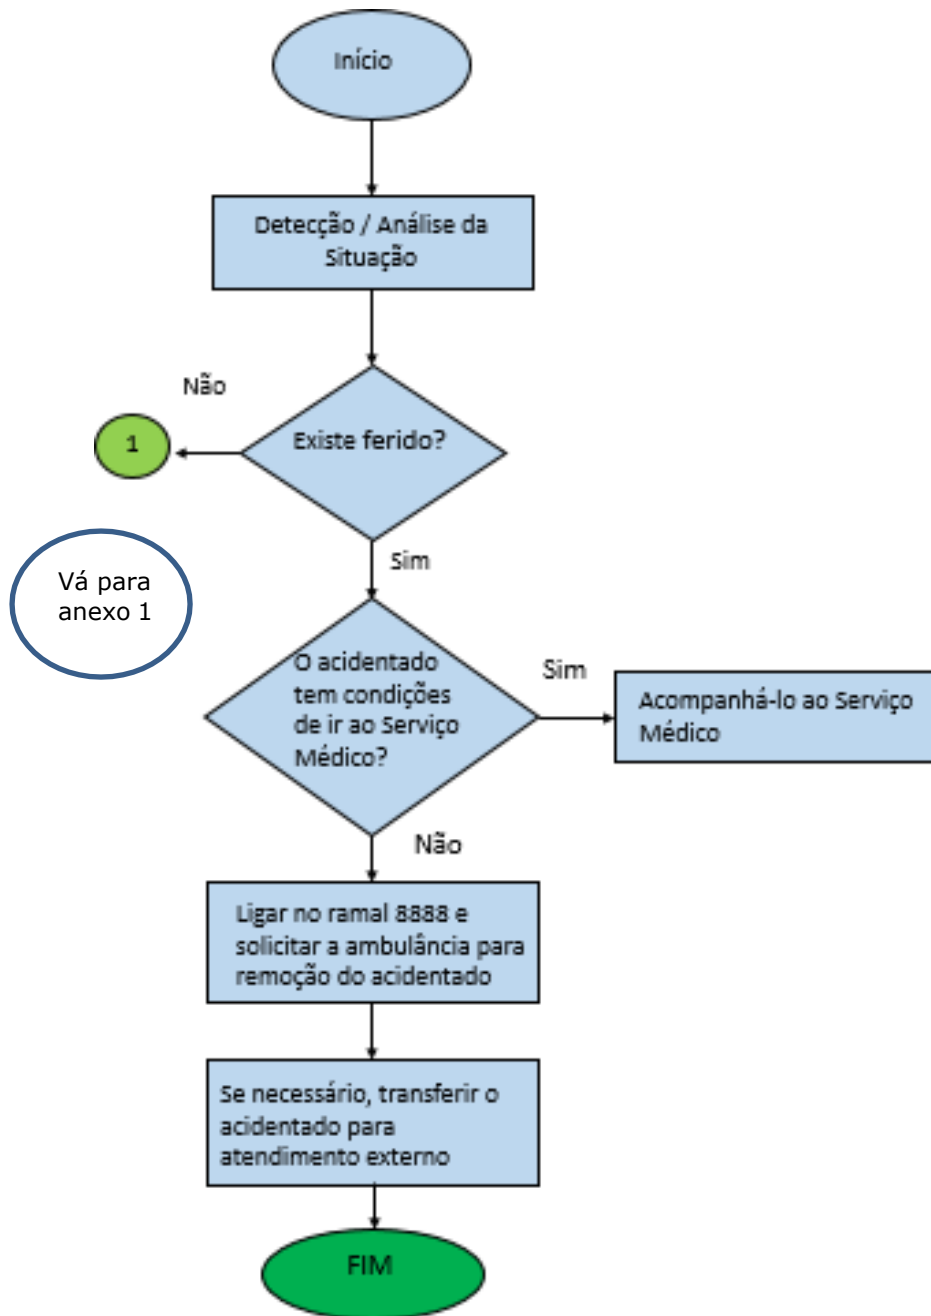 Início
Detecção / Análise da
Situação
Não
1
Existe ferido?
Sim
Vá para
anexo 1
O acidentado
tem condições
de ir ao Serviço
Médico?
Sim
Acompanhá-lo ao Serviço
Médico
Não
Ligar no ramal 8888 e
solicitar a ambulância para
remoção do acidentado
Se necessário, transferir o
acidentado para
atendimento externo
FIM